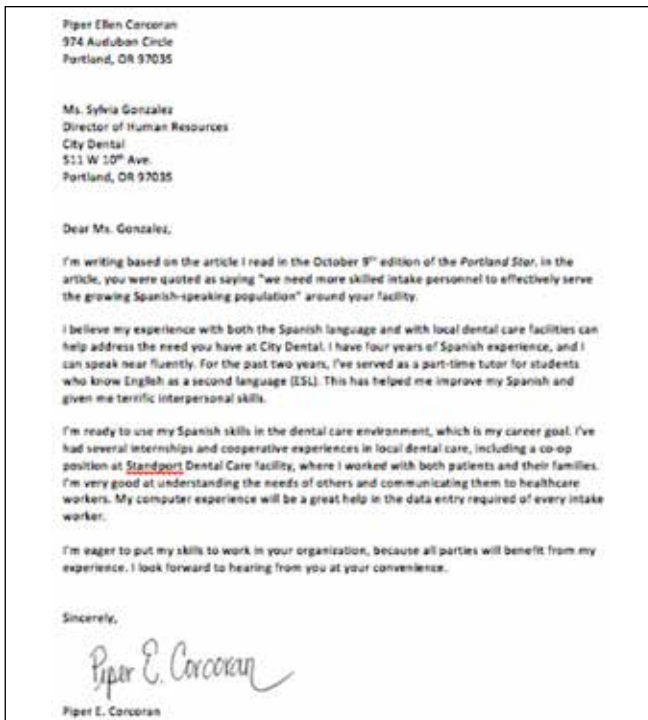 Piper Ellen Corcoran
974 Audubon Circle
Portland, OR 97035
Ms. Sylvia Gonzalez
Director of Human Resources
City Dental
511 W 10th Ave.
Portland, OR 97035
Dear Ms. Gonzalez,
I'm writing based on the article I read in the October 9th edition of the Portland Star. In the
article, you were quoted as saying "we need more skilled intake personnel to effectively serve
the growing Spanish-speaking population" around your facility.
I believe my experience with both the Spanish language and with local dental care facilities can
help address the need you have at City Dental. I have four years of Spanish experience, and I
can speak near fluently. For the past two years, I've served as a part-time tutor for students
who know English as a second language (ESL). This has helped me improve my Spanish and
given me terrific interpersonal skills.
I'm ready to use my Spanish skills in the dental care environment, which is my career goal. I've
had several internships and cooperative experiences in local dental care, including a co-op
position at Standport Dental Care facility, where I worked with both patients and their families.
I'm very good at understanding the needs of others and communicating them to healthcare
workers. My computer experience will be a great help in the data entry required of every intake
worker.
I'm eager to put my skills to work in your organization, because all parties will benefit from my
experience. I look forward to hearing from you at your convenience.
Sincerely,
Piper E. Corcoran
Piper E. Corcoran